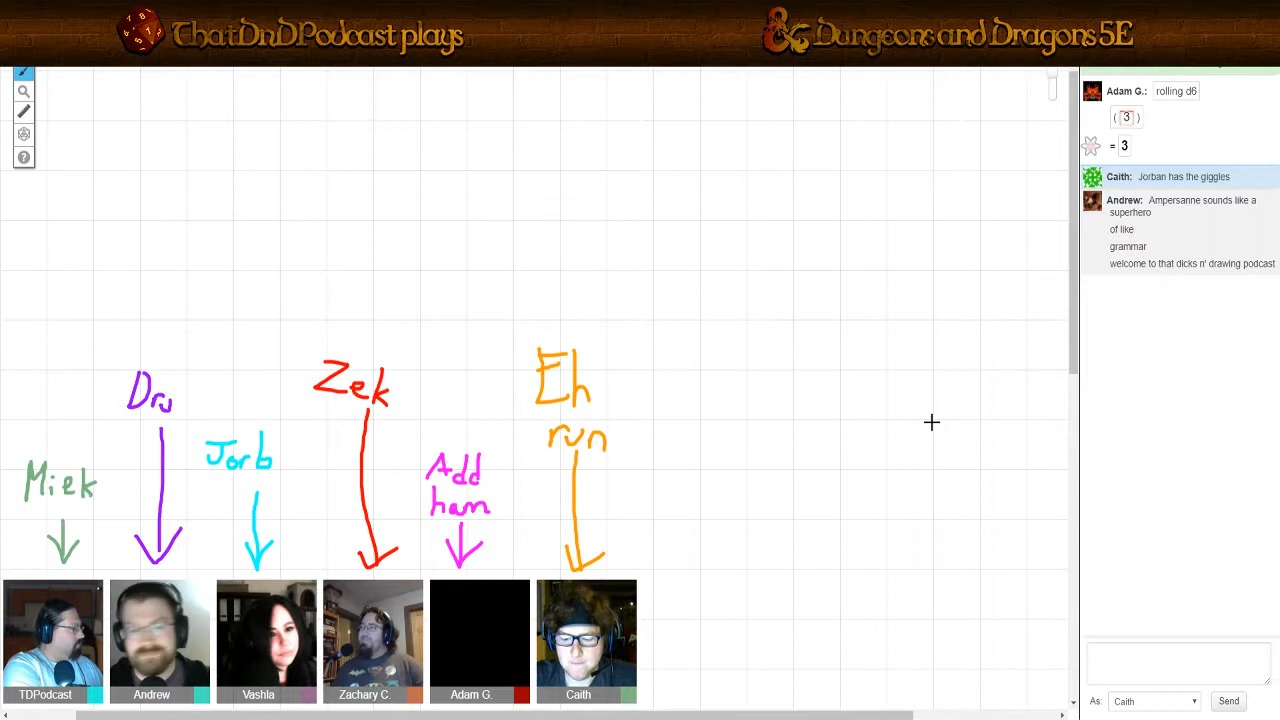 ThatDnDPodcast plays
Dungeons and Dragons 5E
Adam G.: rolling d6
( 3 )
= 3
Caith: Jorban has the giggles
Andrew: Ampersanne sounds like a
superhero
of like
grammar
welcome to that dicks n' drawing podcast
Eh
run
Zek
Dru
Jorb
Add
ham
Miek
TDPodcast
Andrew
Vashla
Zachary C.
Adam G.
Caith
As: Caith
Send